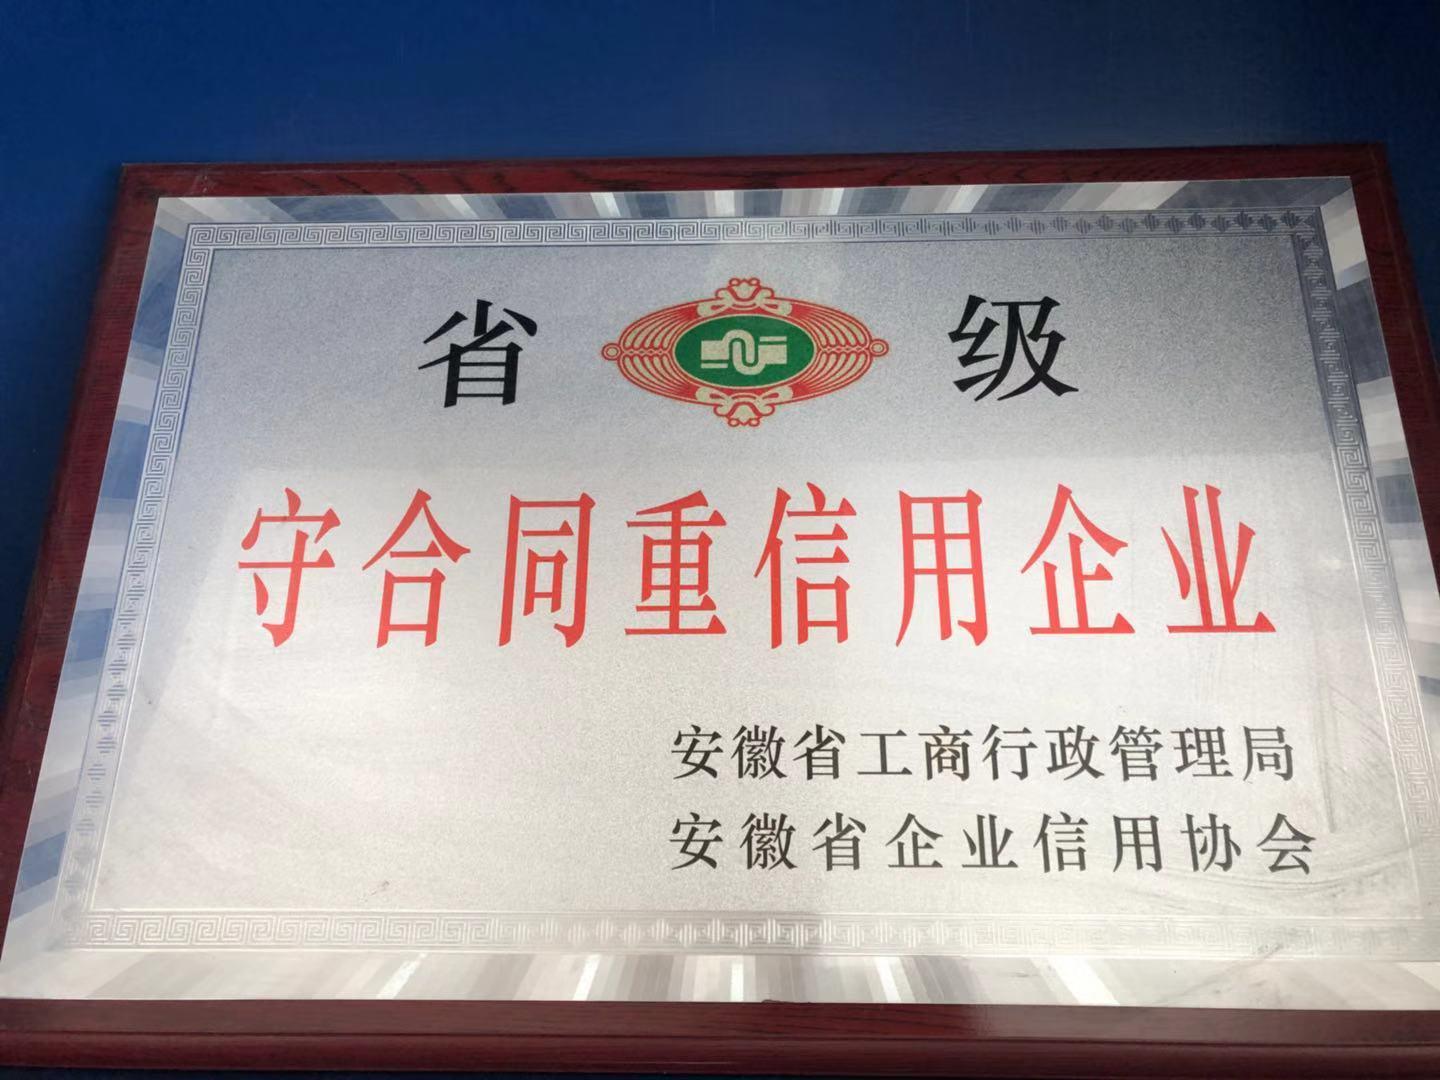 省级
守合同重信用企业
安徽省工商行政管理局
安徽省企业信用协会